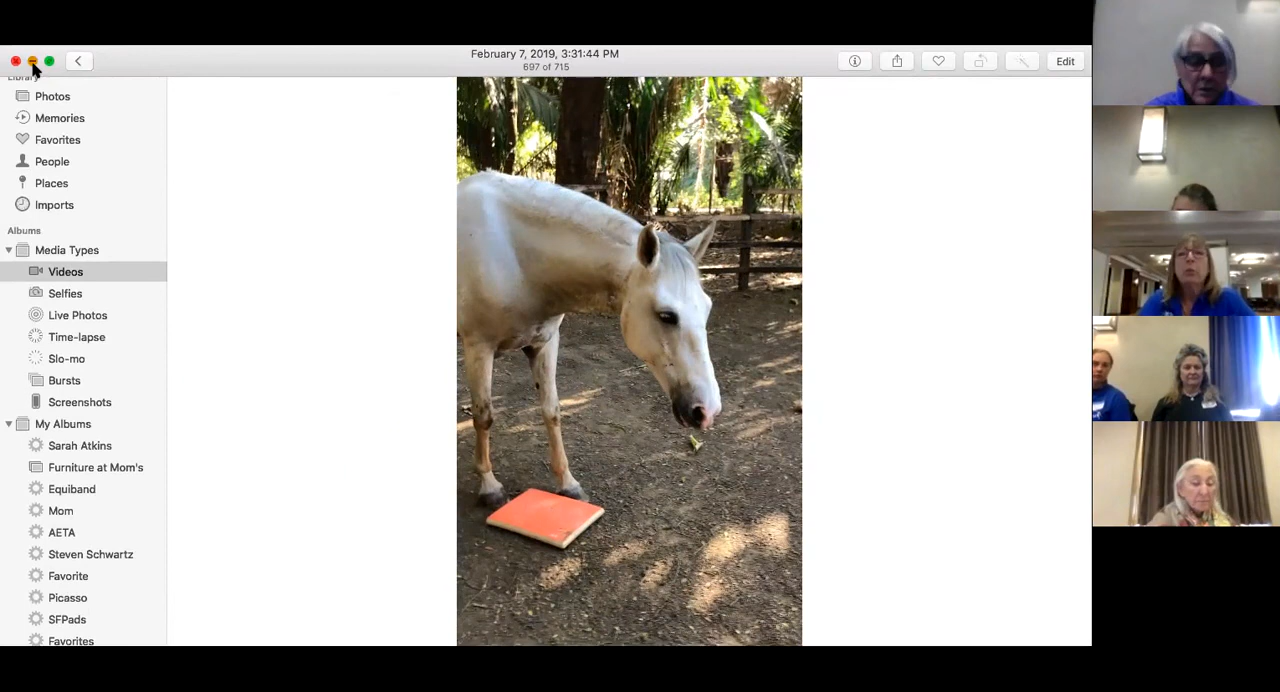 February 7, 2019, 3:31:44 PM
697 of 715
Edit
Library
Photos
Memories
Favorites
People
Places
Imports
Albums
Media Types
Videos
Selfies
Live Photos
Time-lapse
Slo-mo
Bursts
Screenshots
My Albums
Sarah Atkins
Furniture at Mom's
Equiband
Mom
AETA
Steven Schwartz
Favorite
Picasso
SFPads
Favorites